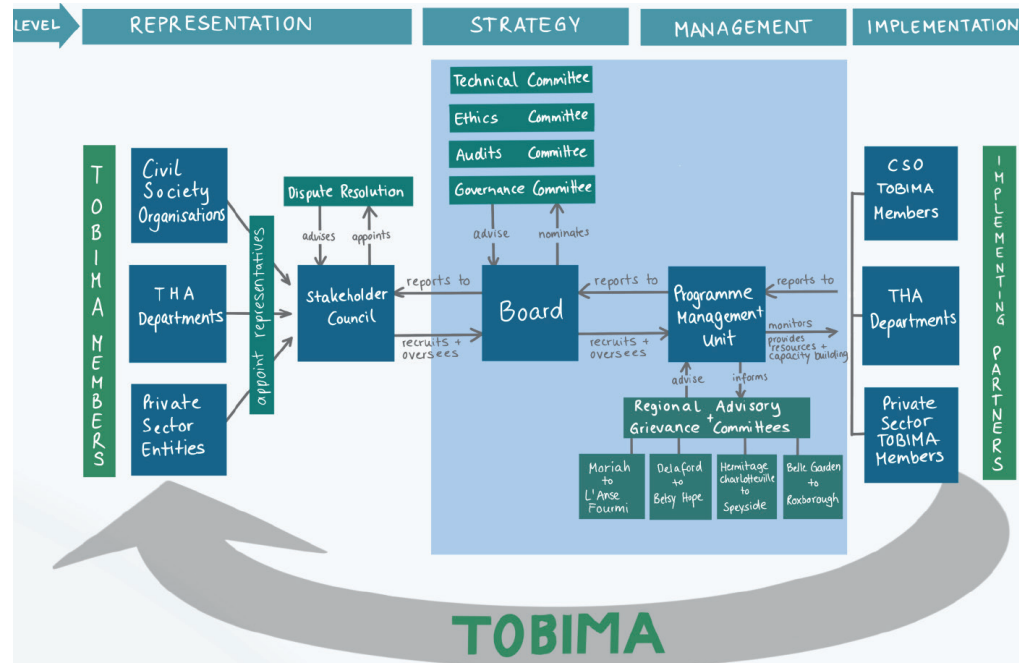 LEVEL
REPRESENTATION
STRATEGY
MANAGEMENT
IMPLEMENTATION
TOBIMA MEMBERS
Civil
Society
Organisations
THA
Departments
Private
Sector
Entities
appoint representatives
Dispute Resolution
advises
appoints
Stakeholder
Council
reports to
recruits +
oversees
Technical Committee
Ethics Committee
Audits Committee
Governance Committee
advise
nominates
Board
reports to
recruits +
oversees
Programme
Management
Unit
reports to
monitors
provides
resources +
capacity building
advise
informs
Regional Advisory
+
Grievance Committees
Moriah
to
L'Anse
Fourmi
Delaford
to
Betsy Hope
Hermitage
Charlotteville
to
Speyside
Belle Garden
to
Roxborough
CSO
TOBIMA
Members
THA
Departments
Private
Sector
TOBIMA
Members
IMPLEMENTING PARTNERS
TOBIMA